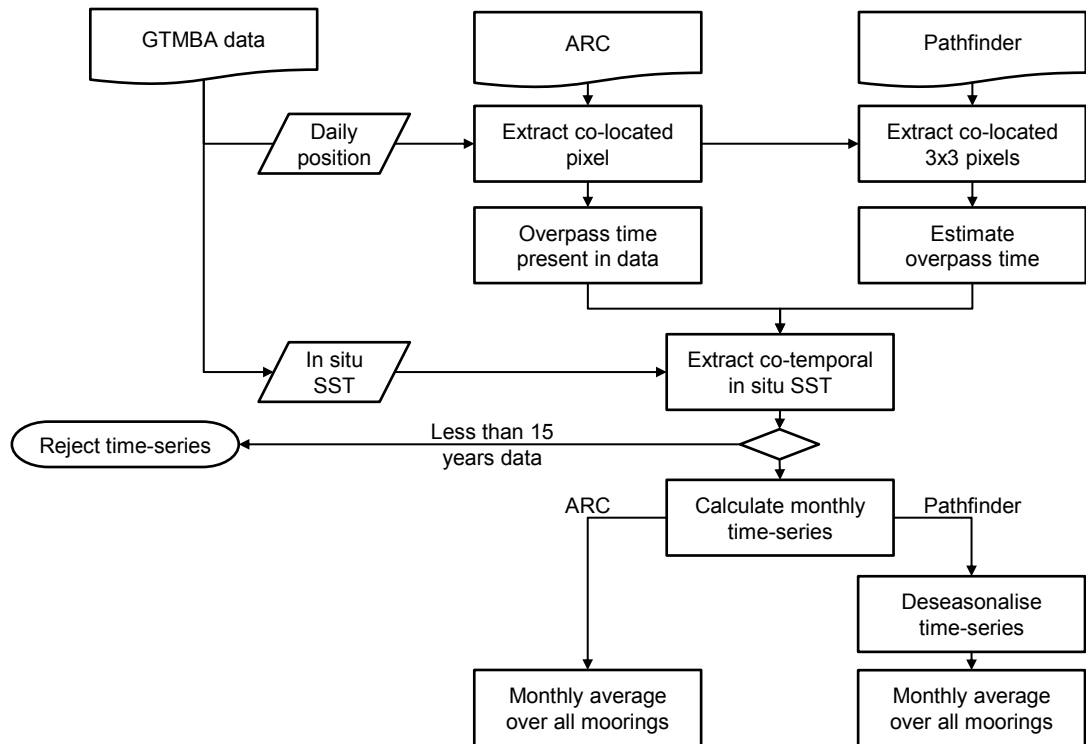 GTMBA data
ARC
Pathfinder
Daily
position
Extract co-located
pixel
Extract co-located
3x3 pixels
Overpass time
present in data
Estimate
overpass time
In situ
SST
Extract co-temporal
in situ SST
Reject time-series
Less than 15
years data
Calculate monthly
time-series
ARC
Pathfinder
Deseasonalise
time-series
Monthly average
over all moorings
Monthly average
over all moorings